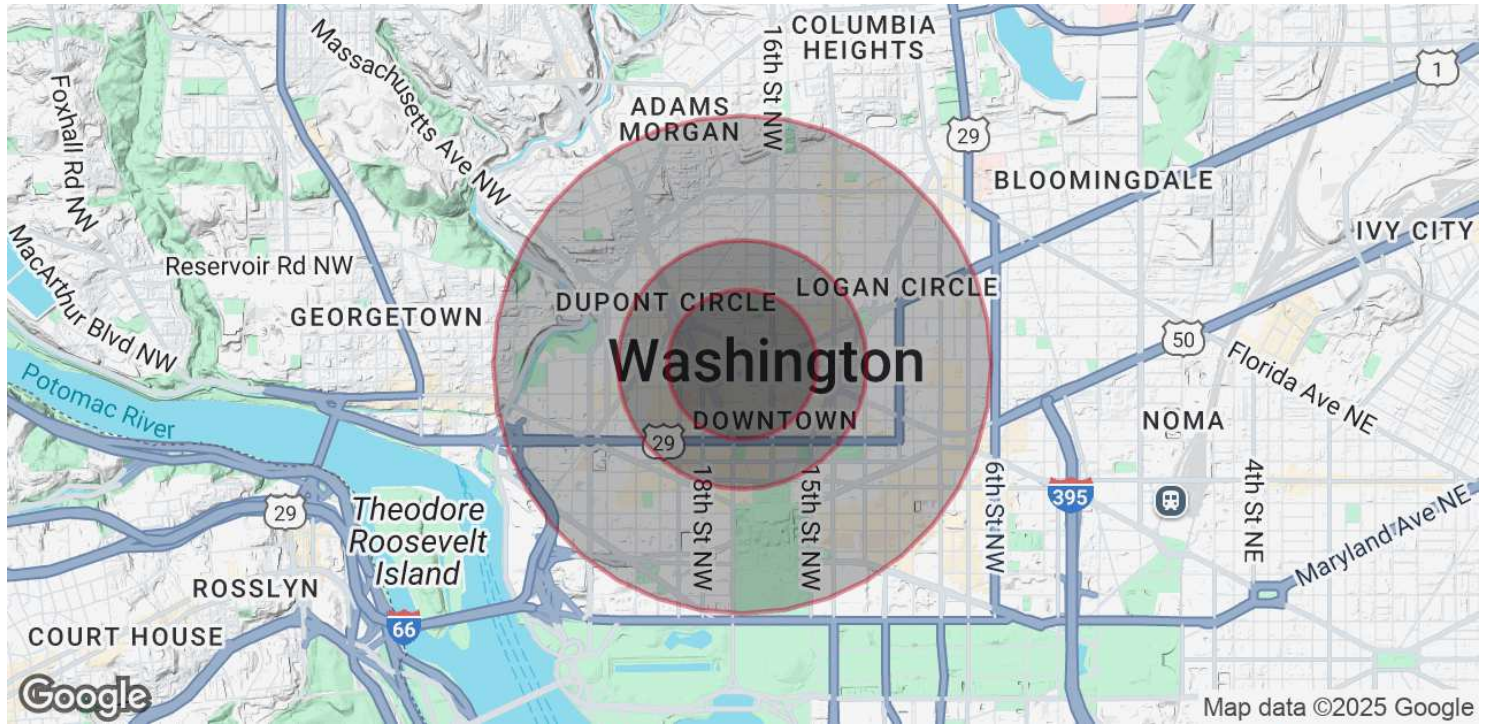 COLUMBIA
HEIGHTS
Massachusetts Ave NW
16th St NW
1
Foxhall Rd NW
ADAMS
MORGAN
29
BLOOMINGDALE
IVY CITY
MacArthur Blvd NW
Reservoir Rd NW
DUPONT CIRCLE
LOGAN CIRCLE
GEORGETOWN
50
Washington
Florida Ave NE
Potomac River
DOWNTOWN
NOMA
29
18th St NW
15th St NW
6th St NW
395
4th St NE
Maryland Ave NE
29
Theodore
Roosevelt
Island
ROSSLYN
66
COURT HOUSE
Google
Map data ©2025 Google